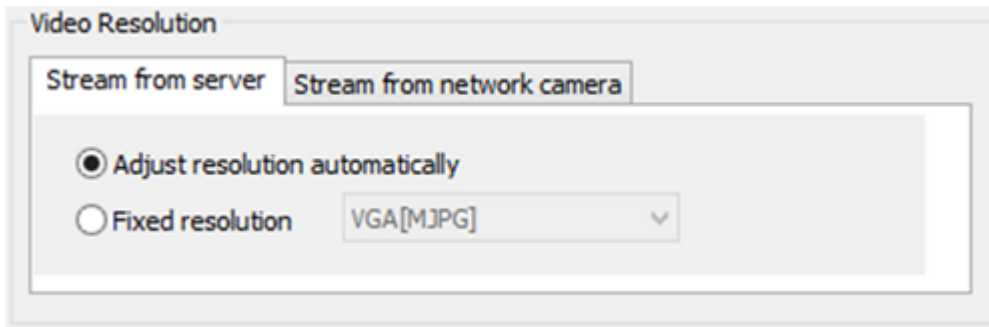 Video Resolution
Stream from server
Stream from network camera
Adjust resolution automatically
Fixed resolution
VGA[MJPG]